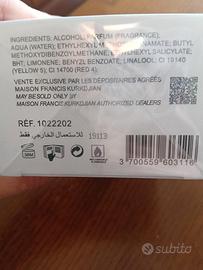 INGREDIENTS: ALCOHOL, PARFUM (FRAGRANCE),
AQUA (WATER), ETHYLHEXYL METHOXYCINNAMATE, BUTYL
METHOXYDIBENZOYLMETHANE, ETHYLHEXYL SALICYLATE,
BHT, LIMONENE, BENZYL BENZOATE, LINALOOL, CI 19140
(YELLOW 5), CI 14700 (RED 4).
VENTE EXCLUSIVE PAR LES DÉPOSITAIRES AGRÉÉS
MAISON FRANCIS KURKDJIAN
MAY BE SOLD ONLY BY
MAISON FRANCIS KURKDJIAN AUTHORIZED DEALERS
RÉF. 1022202
للاستعمال الخارجي فقط
19113
3 700559 603116
subito